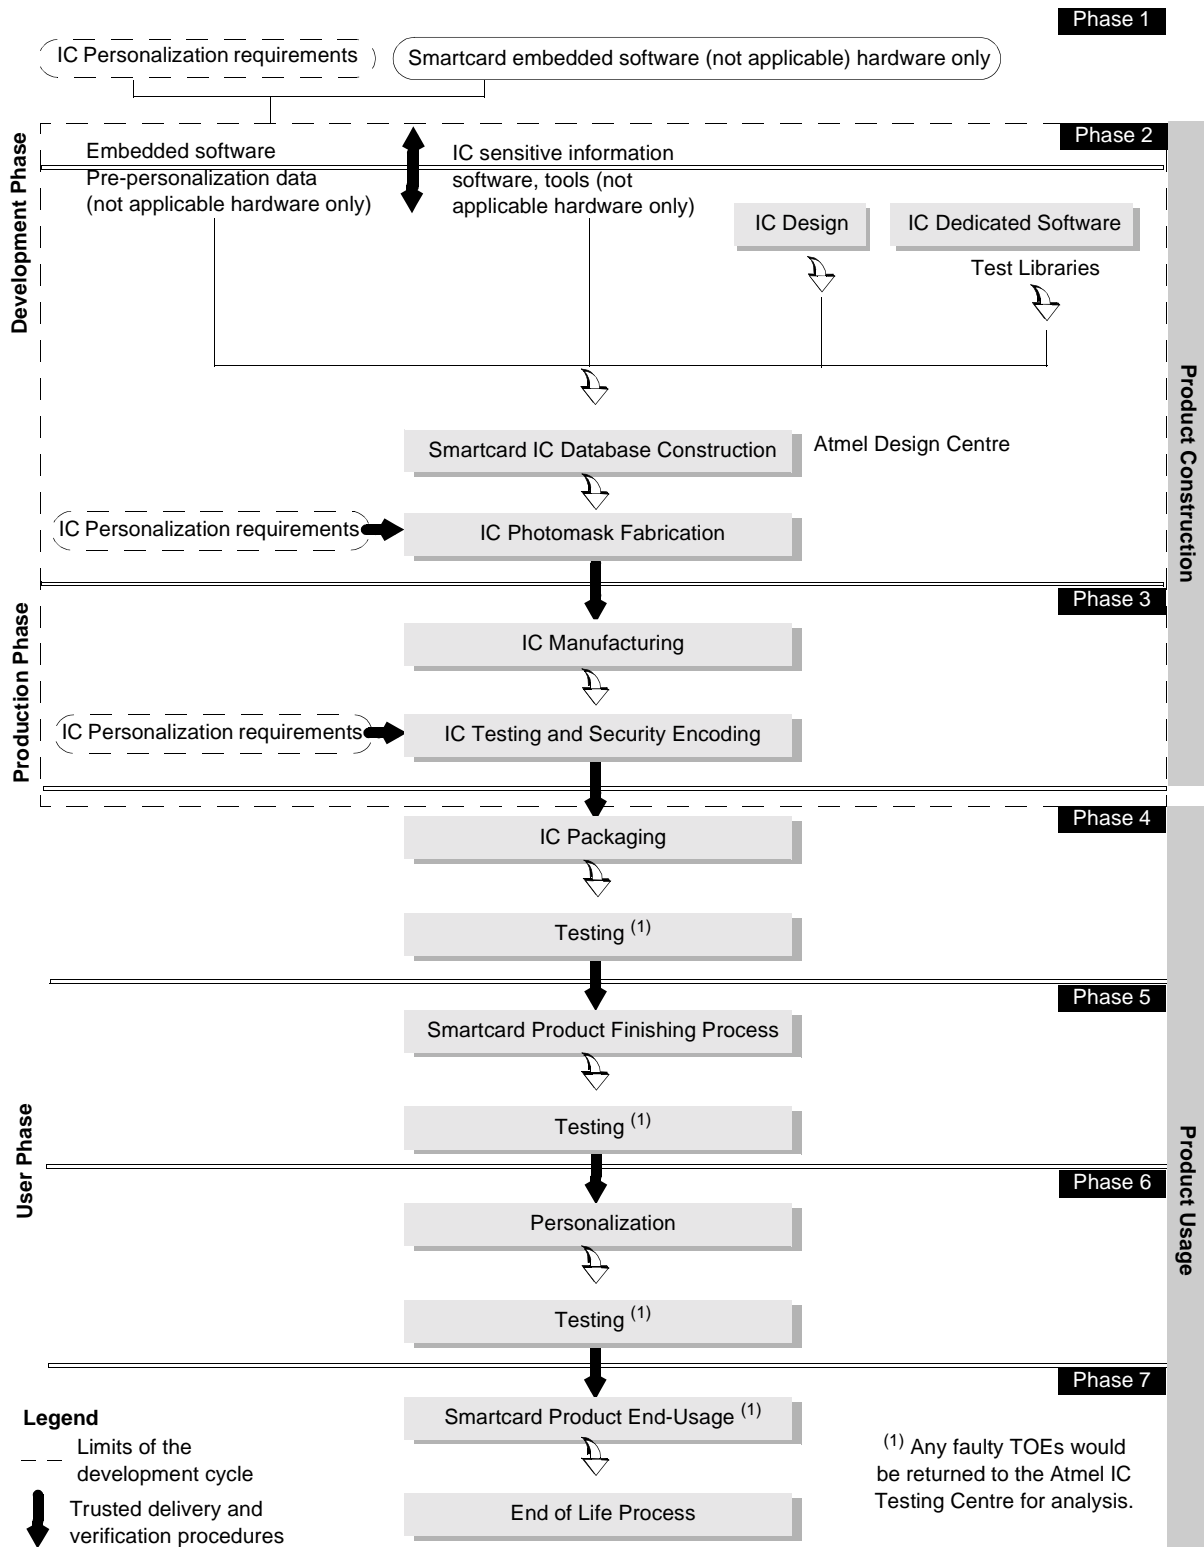 Phase 1
IC Personalization requirements
Smartcard embedded software (not applicable) hardware only
Development Phase
Phase 2
Embedded software
Pre-personalization data
(not applicable hardware only)
IC sensitive information
software, tools (not
applicable hardware only)
IC Design
IC Dedicated Software
Test Libraries
Product Construction
Smartcard IC Database Construction
Atmel Design Centre
IC Personalization requirements
IC Photomask Fabrication
Production Phase
Phase 3
IC Manufacturing
IC Personalization requirements
IC Testing and Security Encoding
Phase 4
IC Packaging
Testing (1)
Phase 5
Smartcard Product Finishing Process
User Phase
Testing (1)
Product Usage
Phase 6
Personalization
Testing (1)
Phase 7
Smartcard Product End-Usage (1)
End of Life Process
Legend
Limits of the
development cycle
Trusted delivery and
verification procedures
(1) Any faulty TOEs would
be returned to the Atmel IC
Testing Centre for analysis.